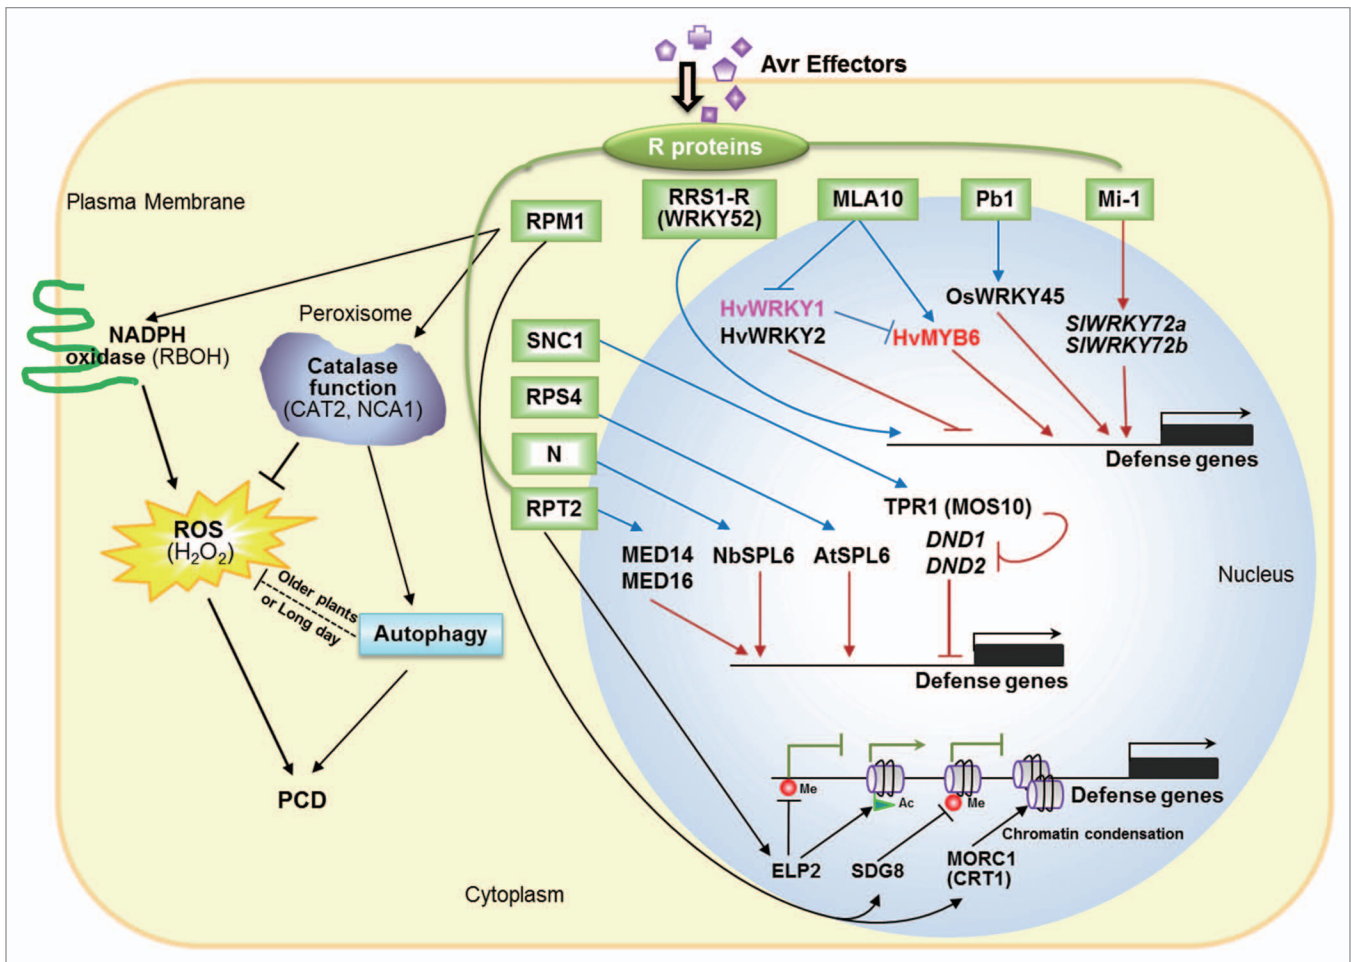 Avr Effectors
R proteins
Plasma Membrane
RPM1
RRS1-R
(WRKY52)
MLA10
Pb1
Mi-1
Peroxisome
NADPH
oxidase (RBOH)
Catalase
function
(CAT2, NCA1)
SNC1
RPS4
N
RPT2
HvWRKY1
HvWRKY2
HvMYB6
OsWRKY45
SlWRKY72a
SlWRKY72b
Defense genes
ROS
(H₂O₂)
Older plants
or Long day
Autophagy
PCD
TPR1 (MOS10)
DND1
DND2
MED14
MED16
NbSPL6
AtSPL6
Nucleus
Defense genes
Me
Ac
Me
Defense genes
Chromatin condensation
ELP2
SDG8
MORC1
(CRT1)
Cytoplasm